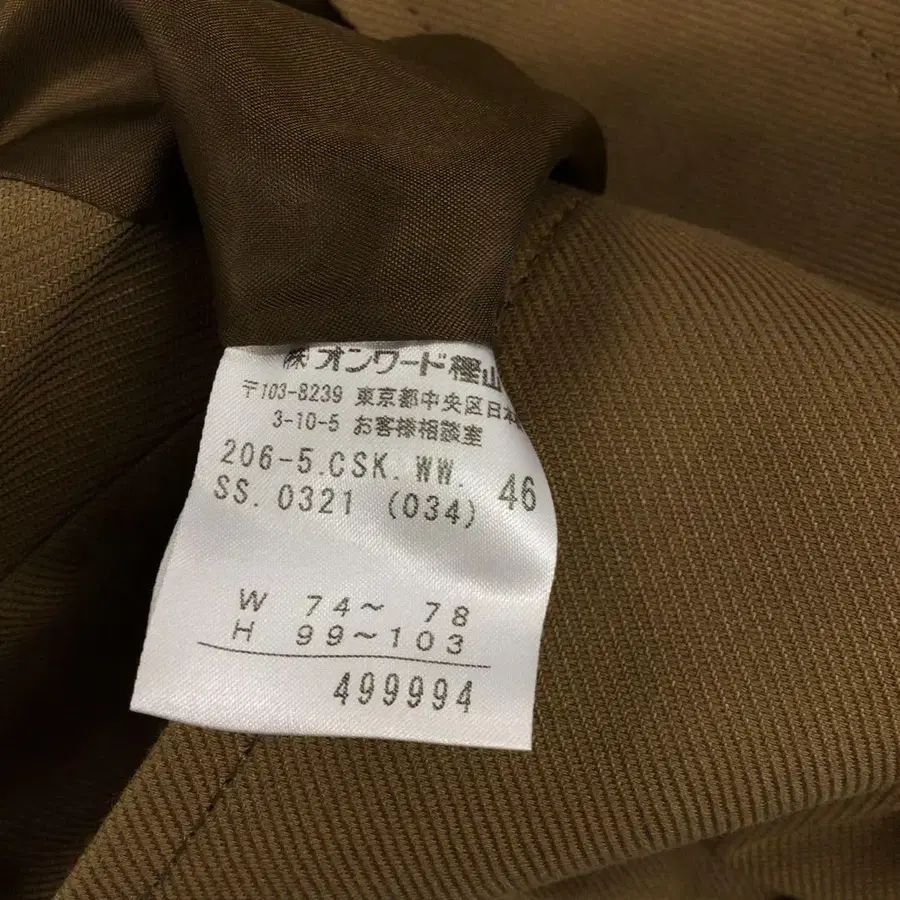 ㈱オンワード樫山
〒103-8239 東京都中央区日本
3-10-5 お客様相談室
206-5.CSK.WW. 46
SS.0321 (034)
W 74~ 78
H 99~103
499994